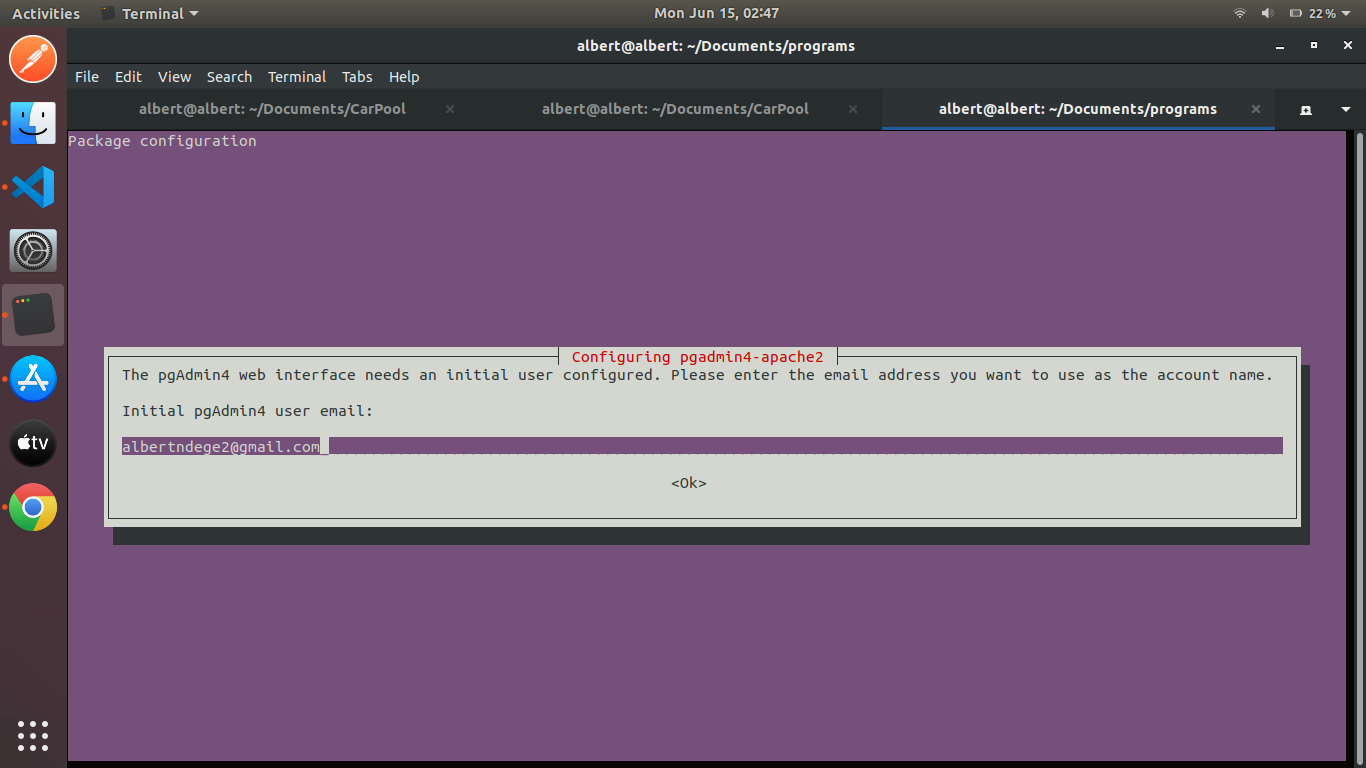 Activities Terminal Mon Jun 15, 02:47 22%
albert@albert: ~/Documents/programs
File Edit View Search Terminal Tabs Help
albert@albert: ~/Documents/CarPool albert@albert: ~/Documents/CarPool albert@albert: ~/Documents/programs
Package configuration
Configuring pgadmin4-apache2
The pgAdmin4 web interface needs an initial user configured. Please enter the email address you want to use as the account name.
Initial pgAdmin4 user email:
albertndege2@gmail.com
<Ok>
tv